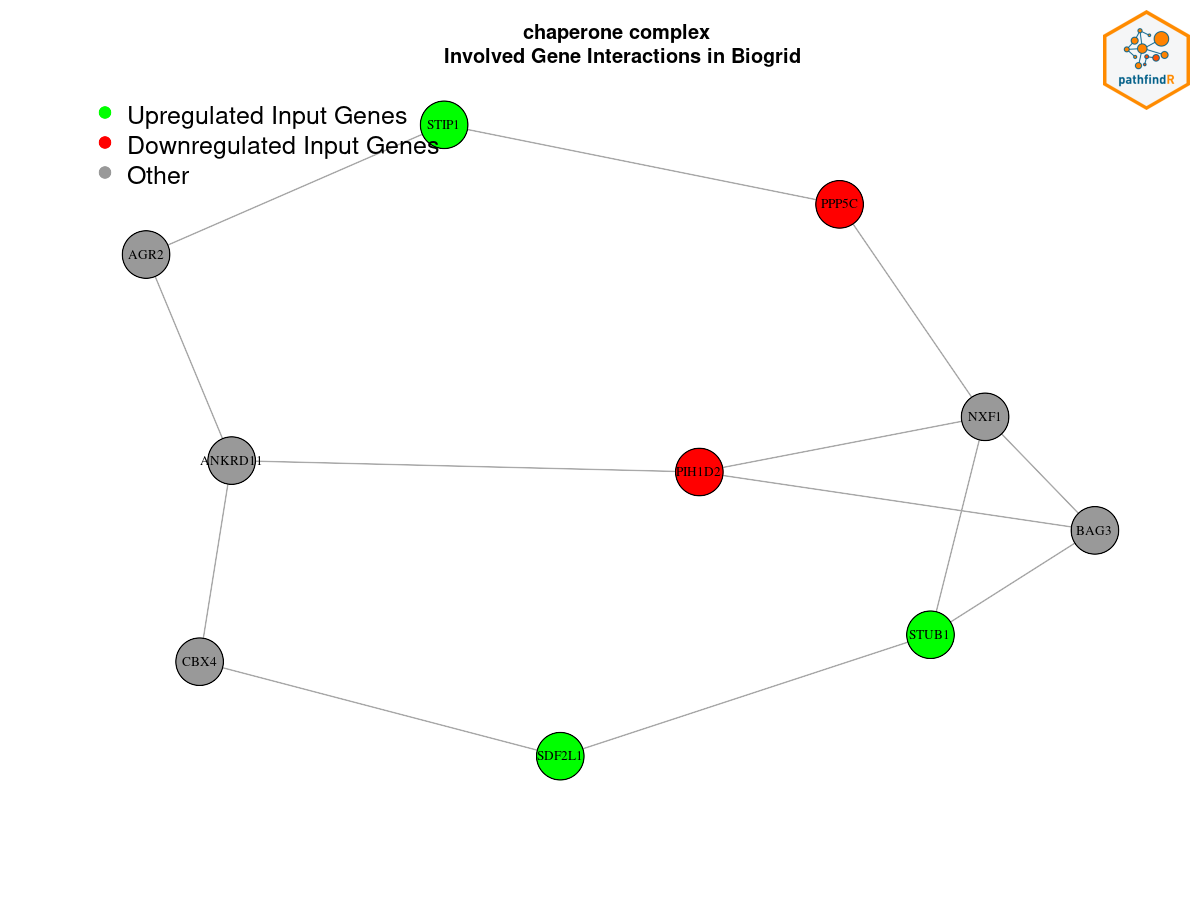 chaperone complex
Involved Gene Interactions in Biogrid
pathfindR
Upregulated Input Genes
Downregulated Input Genes
Other
STIP1
PPP5C
AGR2
NXF1
ANKRD11
PIH1D2
BAG3
STUB1
CBX4
SDF2L1